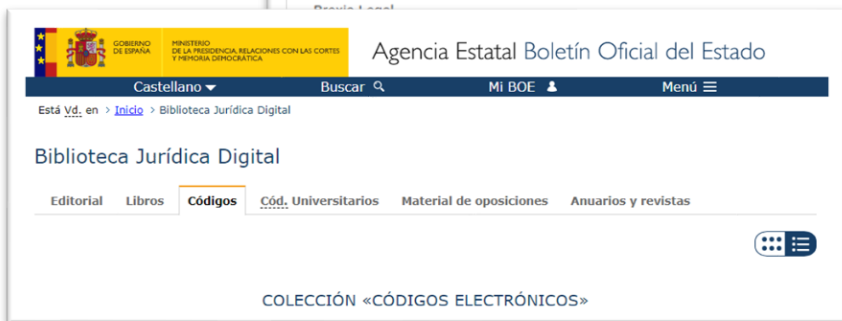 Previo Legal
GOBIERNO
DE ESPAÑA
MINISTERIO
DE LA PRESIDENCIA, RELACIONES CON LAS CORTES
Y MEMORIA DEMOCRÁTICA
Agencia Estatal Boletín Oficial del Estado
Castellano Buscar Mi BOE Menú
Está Vd. en > Inicio > Biblioteca Jurídica Digital
Biblioteca Jurídica Digital
Editorial Libros Códigos Cód. Universitarios Material de oposiciones Anuarios y revistas
COLECCIÓN «CÓDIGOS ELECTRÓNICOS»